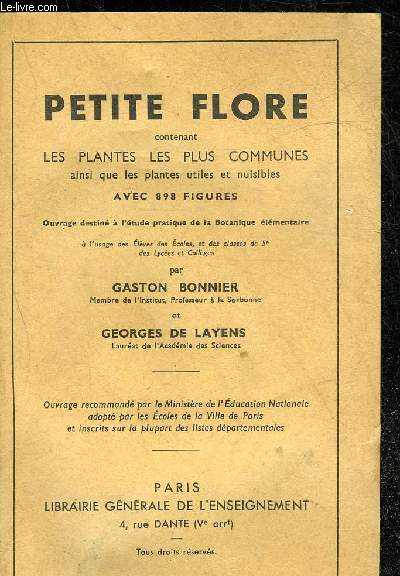 le-livre.com
PETITE FLORE
contenant
LES PLANTES LES PLUS COMMUNES
ainsi que les plantes utiles et nuisibles
AVEC 898 FIGURES
Ouvrage destiné à l'étude pratique de la Botanique élémentaire
à l'usage des Élèves des Écoles, et des classes de 5e
des Lycées et Collèges
par
GASTON BONNIER
Membre de l'Institut, Professeur à la Sorbonne
et
GEORGES DE LAYENS
Lauréat de l'Académie des Sciences
Ouvrage recommandé par le Ministère de l'Éducation Nationale
adopté par les Écoles de la Ville de Paris
et inscrits sur la plupart des listes départementales
PARIS
LIBRAIRIE GÉNÉRALE DE L'ENSEIGNEMENT
4, rue DANTE (Ve arrt)
Tous droits réservés.